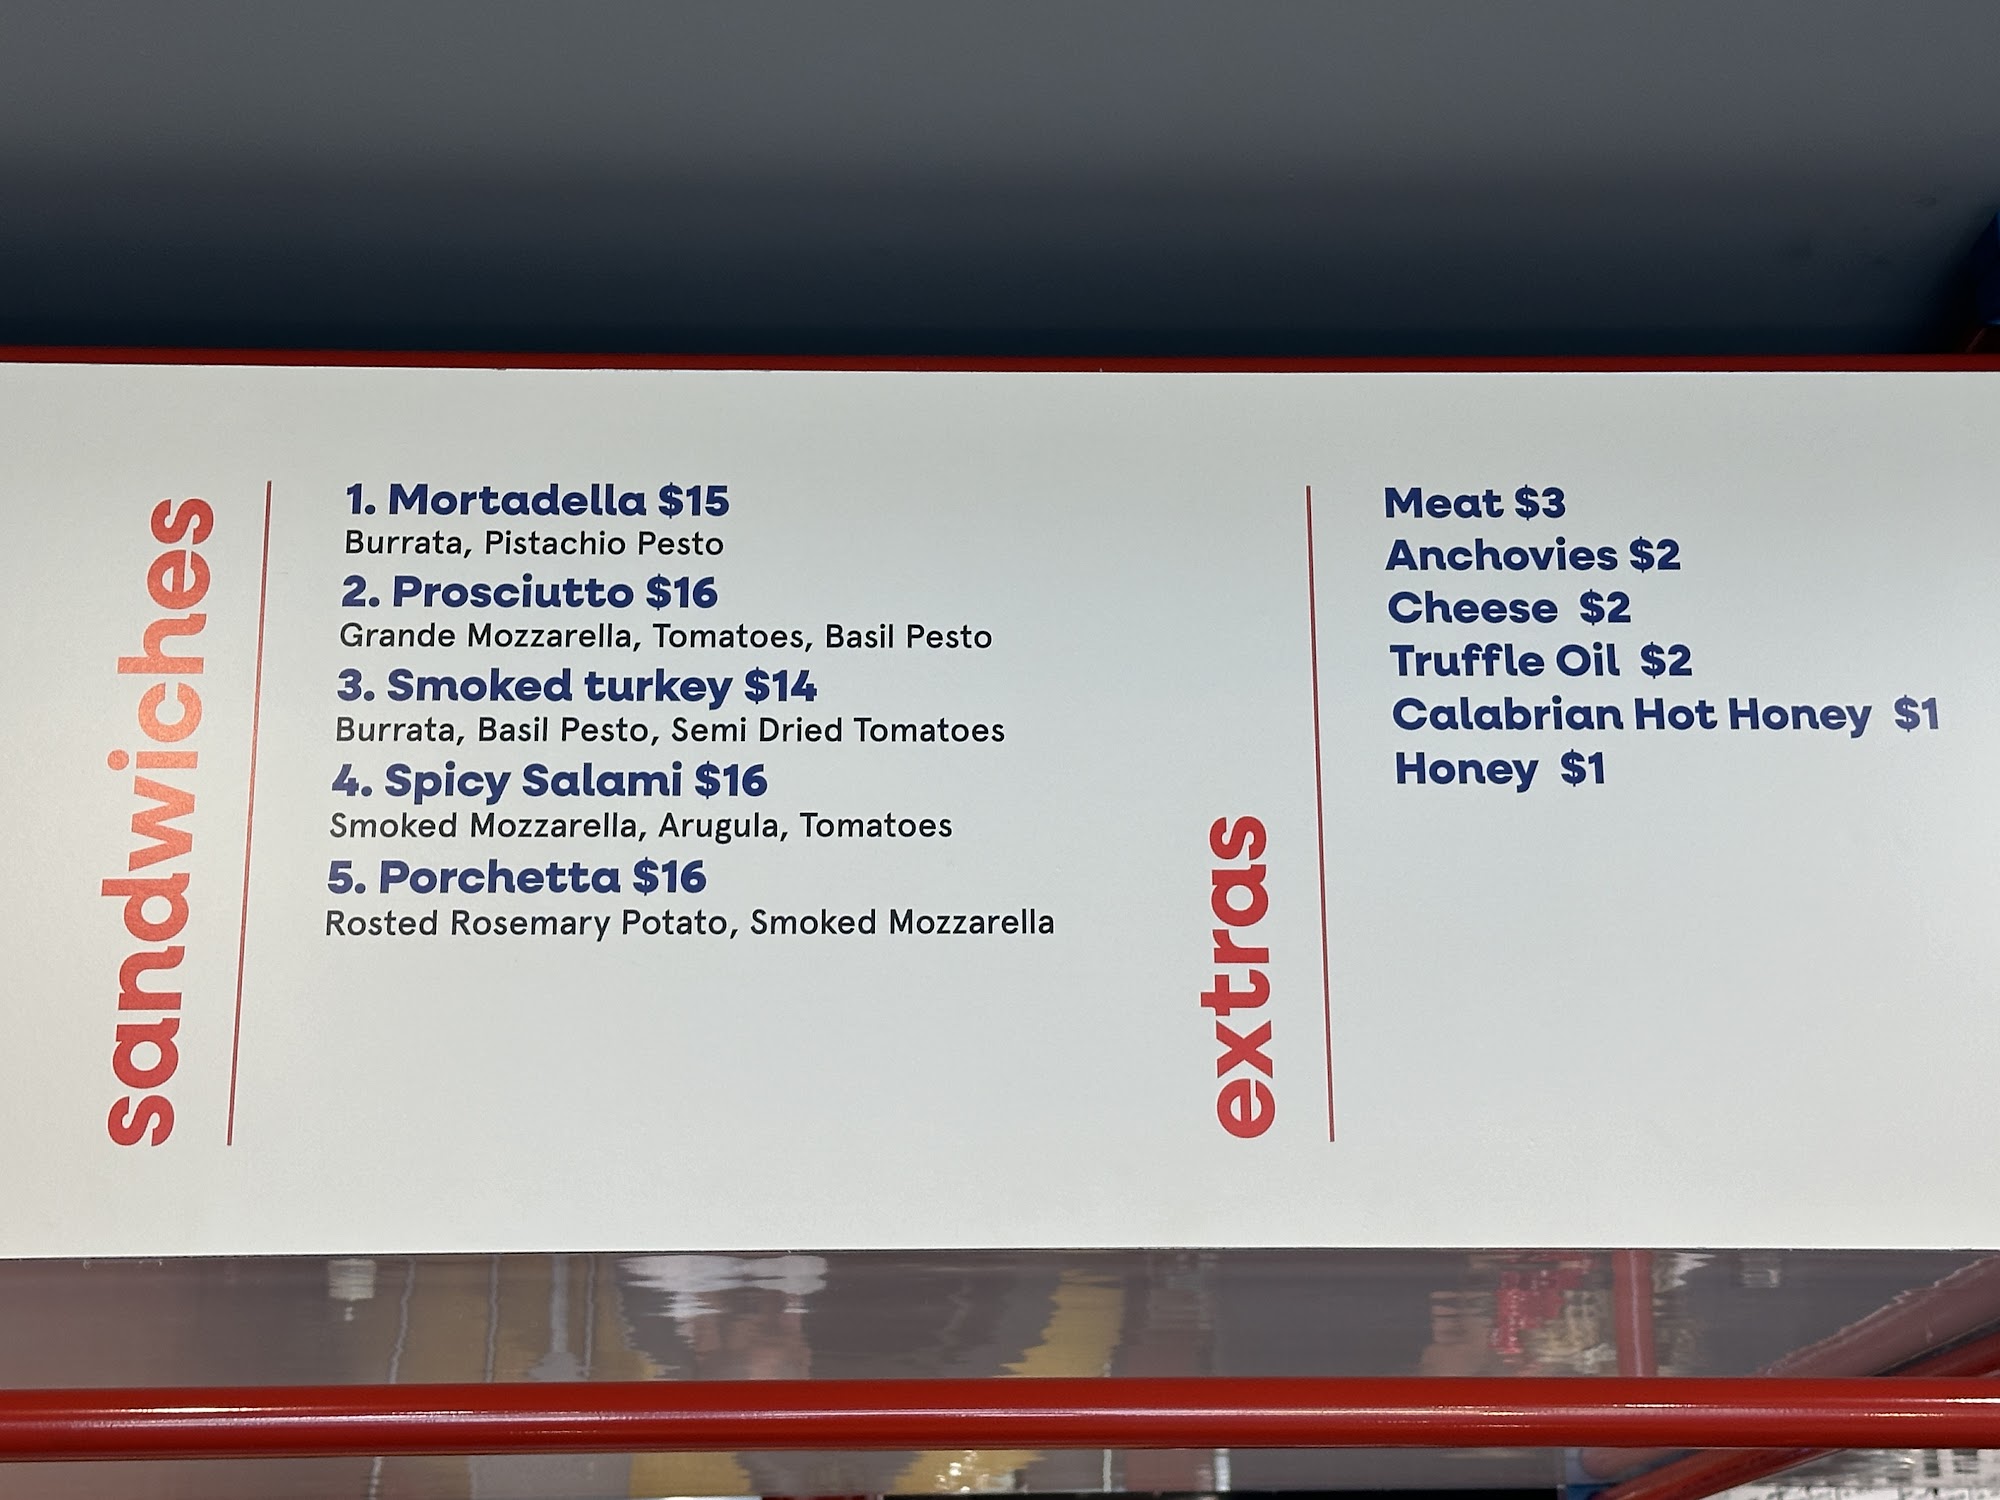 sandwiches
1. Mortadella $15
Burrata, Pistachio Pesto
2. Prosciutto $16
Grande Mozzarella, Tomatoes, Basil Pesto
3. Smoked turkey $14
Burrata, Basil Pesto, Semi Dried Tomatoes
4. Spicy Salami $16
Smoked Mozzarella, Arugula, Tomatoes
5. Porchetta $16
Rosted Rosemary Potato, Smoked Mozzarella
extras
Meat $3
Anchovies $2
Cheese $2
Truffle Oil $2
Calabrian Hot Honey $1
Honey $1